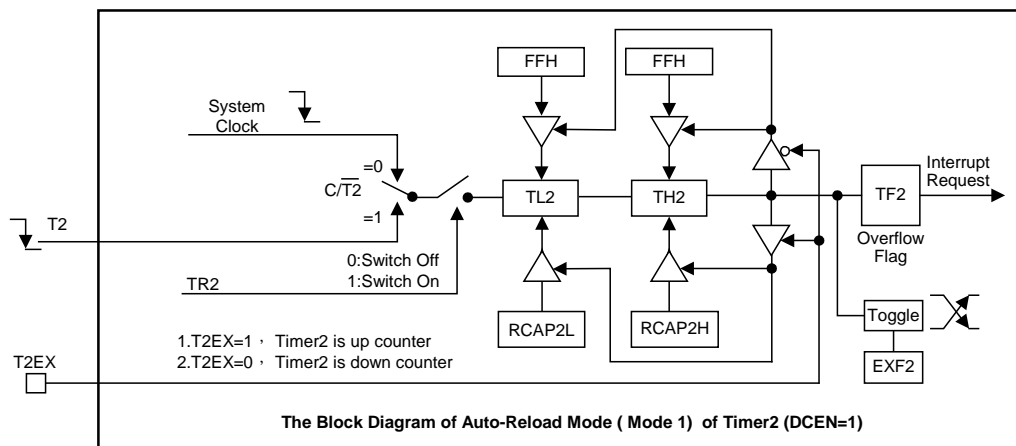 FFH
FFH
System
Clock
=0
C/T2
=1
TL2
TH2
TF2
Interrupt
Request
T2
Overflow
Flag
0:Switch Off
1:Switch On
TR2
RCAP2L
RCAP2H
Toggle
EXF2
1.T2EX=1，Timer2 is up counter
2.T2EX=0，Timer2 is down counter
T2EX
The Block Diagram of Auto-Reload Mode ( Mode 1) of Timer2 (DCEN=1)